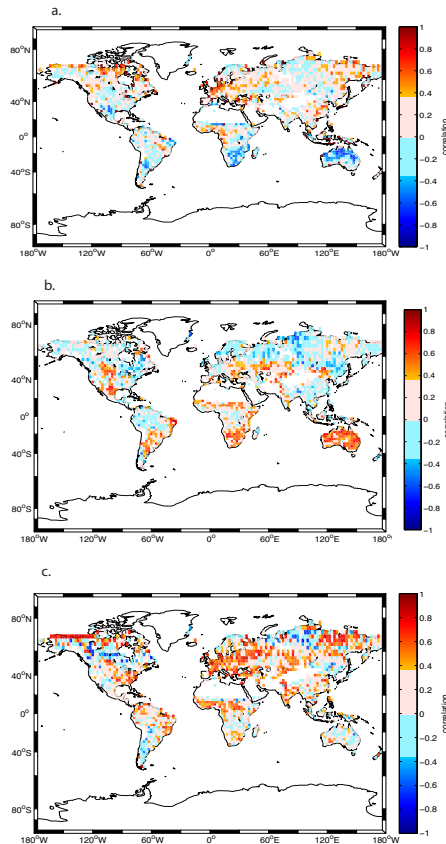 a.
80°N
40°N
0°
40°S
80°S
180°W
120°W
60°W
0°
60°E
120°E
180°E
1
0.8
0.6
0.4
0.2
0
−0.2
−0.4
−0.6
−0.8
−1
correlation
b.
80°N
40°N
0°
40°S
80°S
180°W
120°W
60°W
0°
60°E
120°E
180°E
1
0.8
0.6
0.4
0.2
0
−0.2
−0.4
−0.6
−0.8
−1
correlation
c.
80°N
40°N
0°
40°S
80°S
180°W
120°W
60°W
0°
60°E
120°E
180°E
1
0.8
0.6
0.4
0.2
0
−0.2
−0.4
−0.6
−0.8
−1
correlation